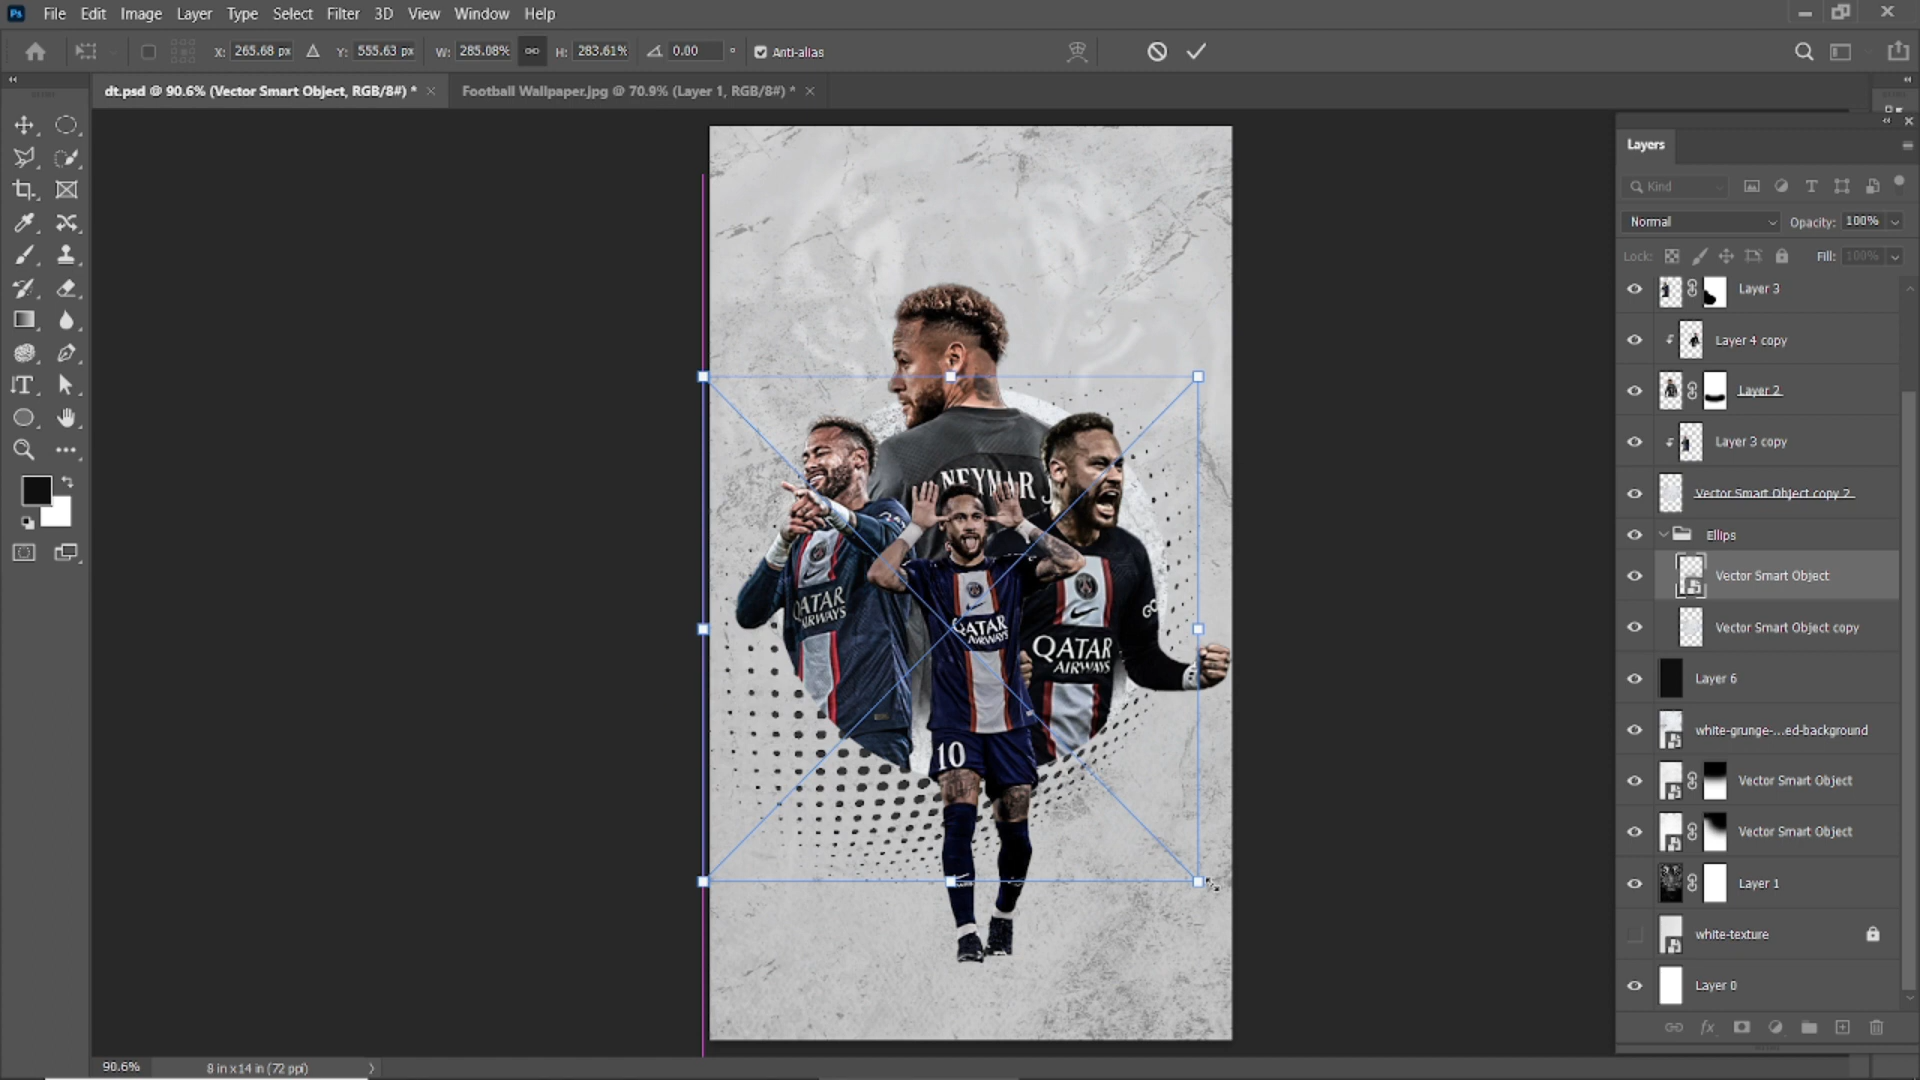 Ps File Edit Image Layer Type Select Filter 3D View Window Help
X: 265.68 px Y: 555.63 px W: 285.08% H: 283.61% 0.00 ° Anti-alias
dt.psd @ 90.6% (Vector Smart Object, RGB/8#) * Football Wallpaper.jpg @ 70.9% (Layer 1, RGB/8#) *
Layers
Kind
Normal Opacity: 100%
Lock: Fill: 100%
Layer 3
Layer 4 copy
Layer 2
Layer 3 copy
Vector Smart Object copy 2
Ellips
Vector Smart Object
Vector Smart Object copy
Layer 6
white-grunge-...ed-background
Vector Smart Object
Vector Smart Object
Layer 1
white-texture
Layer 0
NEYMAR J
QATAR
AIRWAYS
QATAR
AIRWAYS
QATAR
AIRWAYS
10
90.6% 8 in x 14 in (72 ppi)